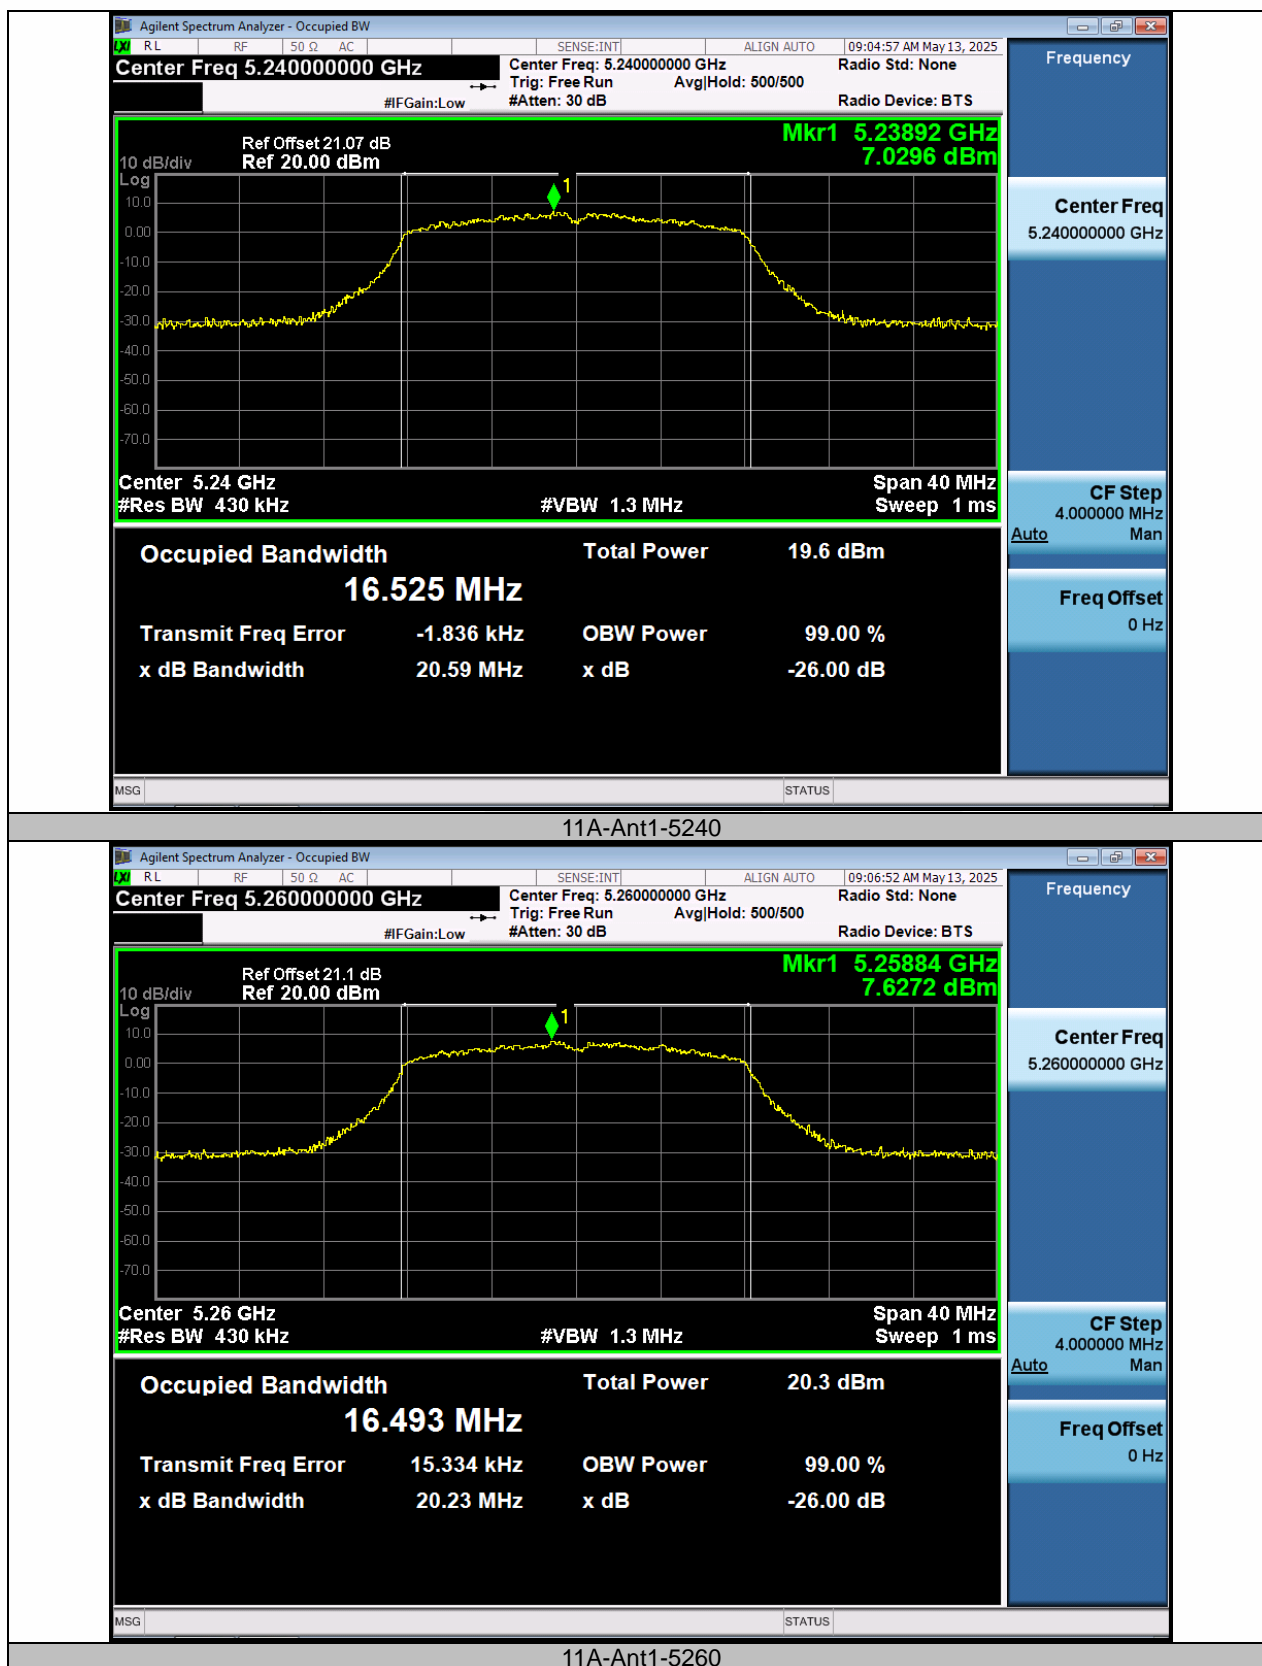 Agilent Spectrum Analyzer - Occupied BW
LXI RL RF 50 Ω AC SENSE:INT ALIGN AUTO 09:04:57 AM May 13, 2025
Center Freq 5.240000000 GHz
Center Freq: 5.240000000 GHz Radio Std: None
Trig: Free Run Avg|Hold: 500/500
#IFGain:Low #Atten: 30 dB Radio Device: BTS
Frequency
Mkr1 5.23892 GHz
7.0296 dBm
Ref Offset 21.07 dB
10 dB/div Ref 20.00 dBm
Log
1
10.0
0.00
-10.0
-20.0
-30.0
-40.0
-50.0
-60.0
-70.0
Center 5.24 GHz Span 40 MHz
#Res BW 430 kHz #VBW 1.3 MHz Sweep 1 ms
Center Freq
5.240000000 GHz
CF Step
4.000000 MHz
Auto Man
Freq Offset
0 Hz
Occupied Bandwidth Total Power 19.6 dBm
16.525 MHz
Transmit Freq Error -1.836 kHz OBW Power 99.00 %
x dB Bandwidth 20.59 MHz x dB -26.00 dB
MSG STATUS
11A-Ant1-5240
Agilent Spectrum Analyzer - Occupied BW
LXI RL RF 50 Ω AC SENSE:INT ALIGN AUTO 09:06:52 AM May 13, 2025
Center Freq 5.260000000 GHz
Center Freq: 5.260000000 GHz Radio Std: None
Trig: Free Run Avg|Hold: 500/500
#IFGain:Low #Atten: 30 dB Radio Device: BTS
Frequency
Mkr1 5.25884 GHz
7.6272 dBm
Ref Offset 21.1 dB
10 dB/div Ref 20.00 dBm
Log
1
10.0
0.00
-10.0
-20.0
-30.0
-40.0
-50.0
-60.0
-70.0
Center 5.26 GHz Span 40 MHz
#Res BW 430 kHz #VBW 1.3 MHz Sweep 1 ms
Center Freq
5.260000000 GHz
CF Step
4.000000 MHz
Auto Man
Freq Offset
0 Hz
Occupied Bandwidth Total Power 20.3 dBm
16.493 MHz
Transmit Freq Error 15.334 kHz OBW Power 99.00 %
x dB Bandwidth 20.23 MHz x dB -26.00 dB
MSG STATUS
11A-Ant1-5260